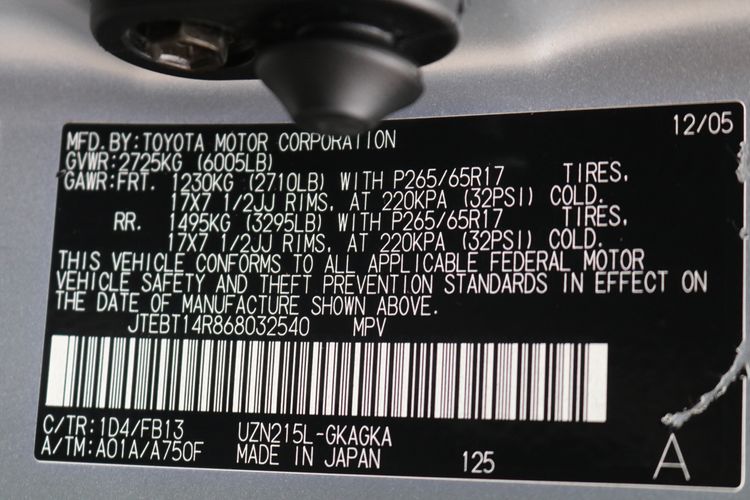 12/05
MFD. BY: TOYOTA MOTOR CORPORATION
GVWR: 2725KG (6005LB)
GAWR: FRT. 1230KG (2710LB) WITH P265/65R17 TIRES,
17X7 1/2JJ RIMS, AT 220KPA (32PSI) COLD.
RR. 1495KG (3295LB) WITH P265/65R17 TIRES,
17X7 1/2JJ RIMS, AT 220KPA (32PSI) COLD.
THIS VEHICLE CONFORMS TO ALL APPLICABLE FEDERAL MOTOR
VEHICLE SAFETY AND THEFT PREVENTION STANDARDS IN EFFECT ON
THE DATE OF MANUFACTURE SHOWN ABOVE.
JTEBT14R868032540 MPV
C/TR: 1D4/FB13 UZN215L-GKAGKA
A/TM: A01A/A750F MADE IN JAPAN 125 A